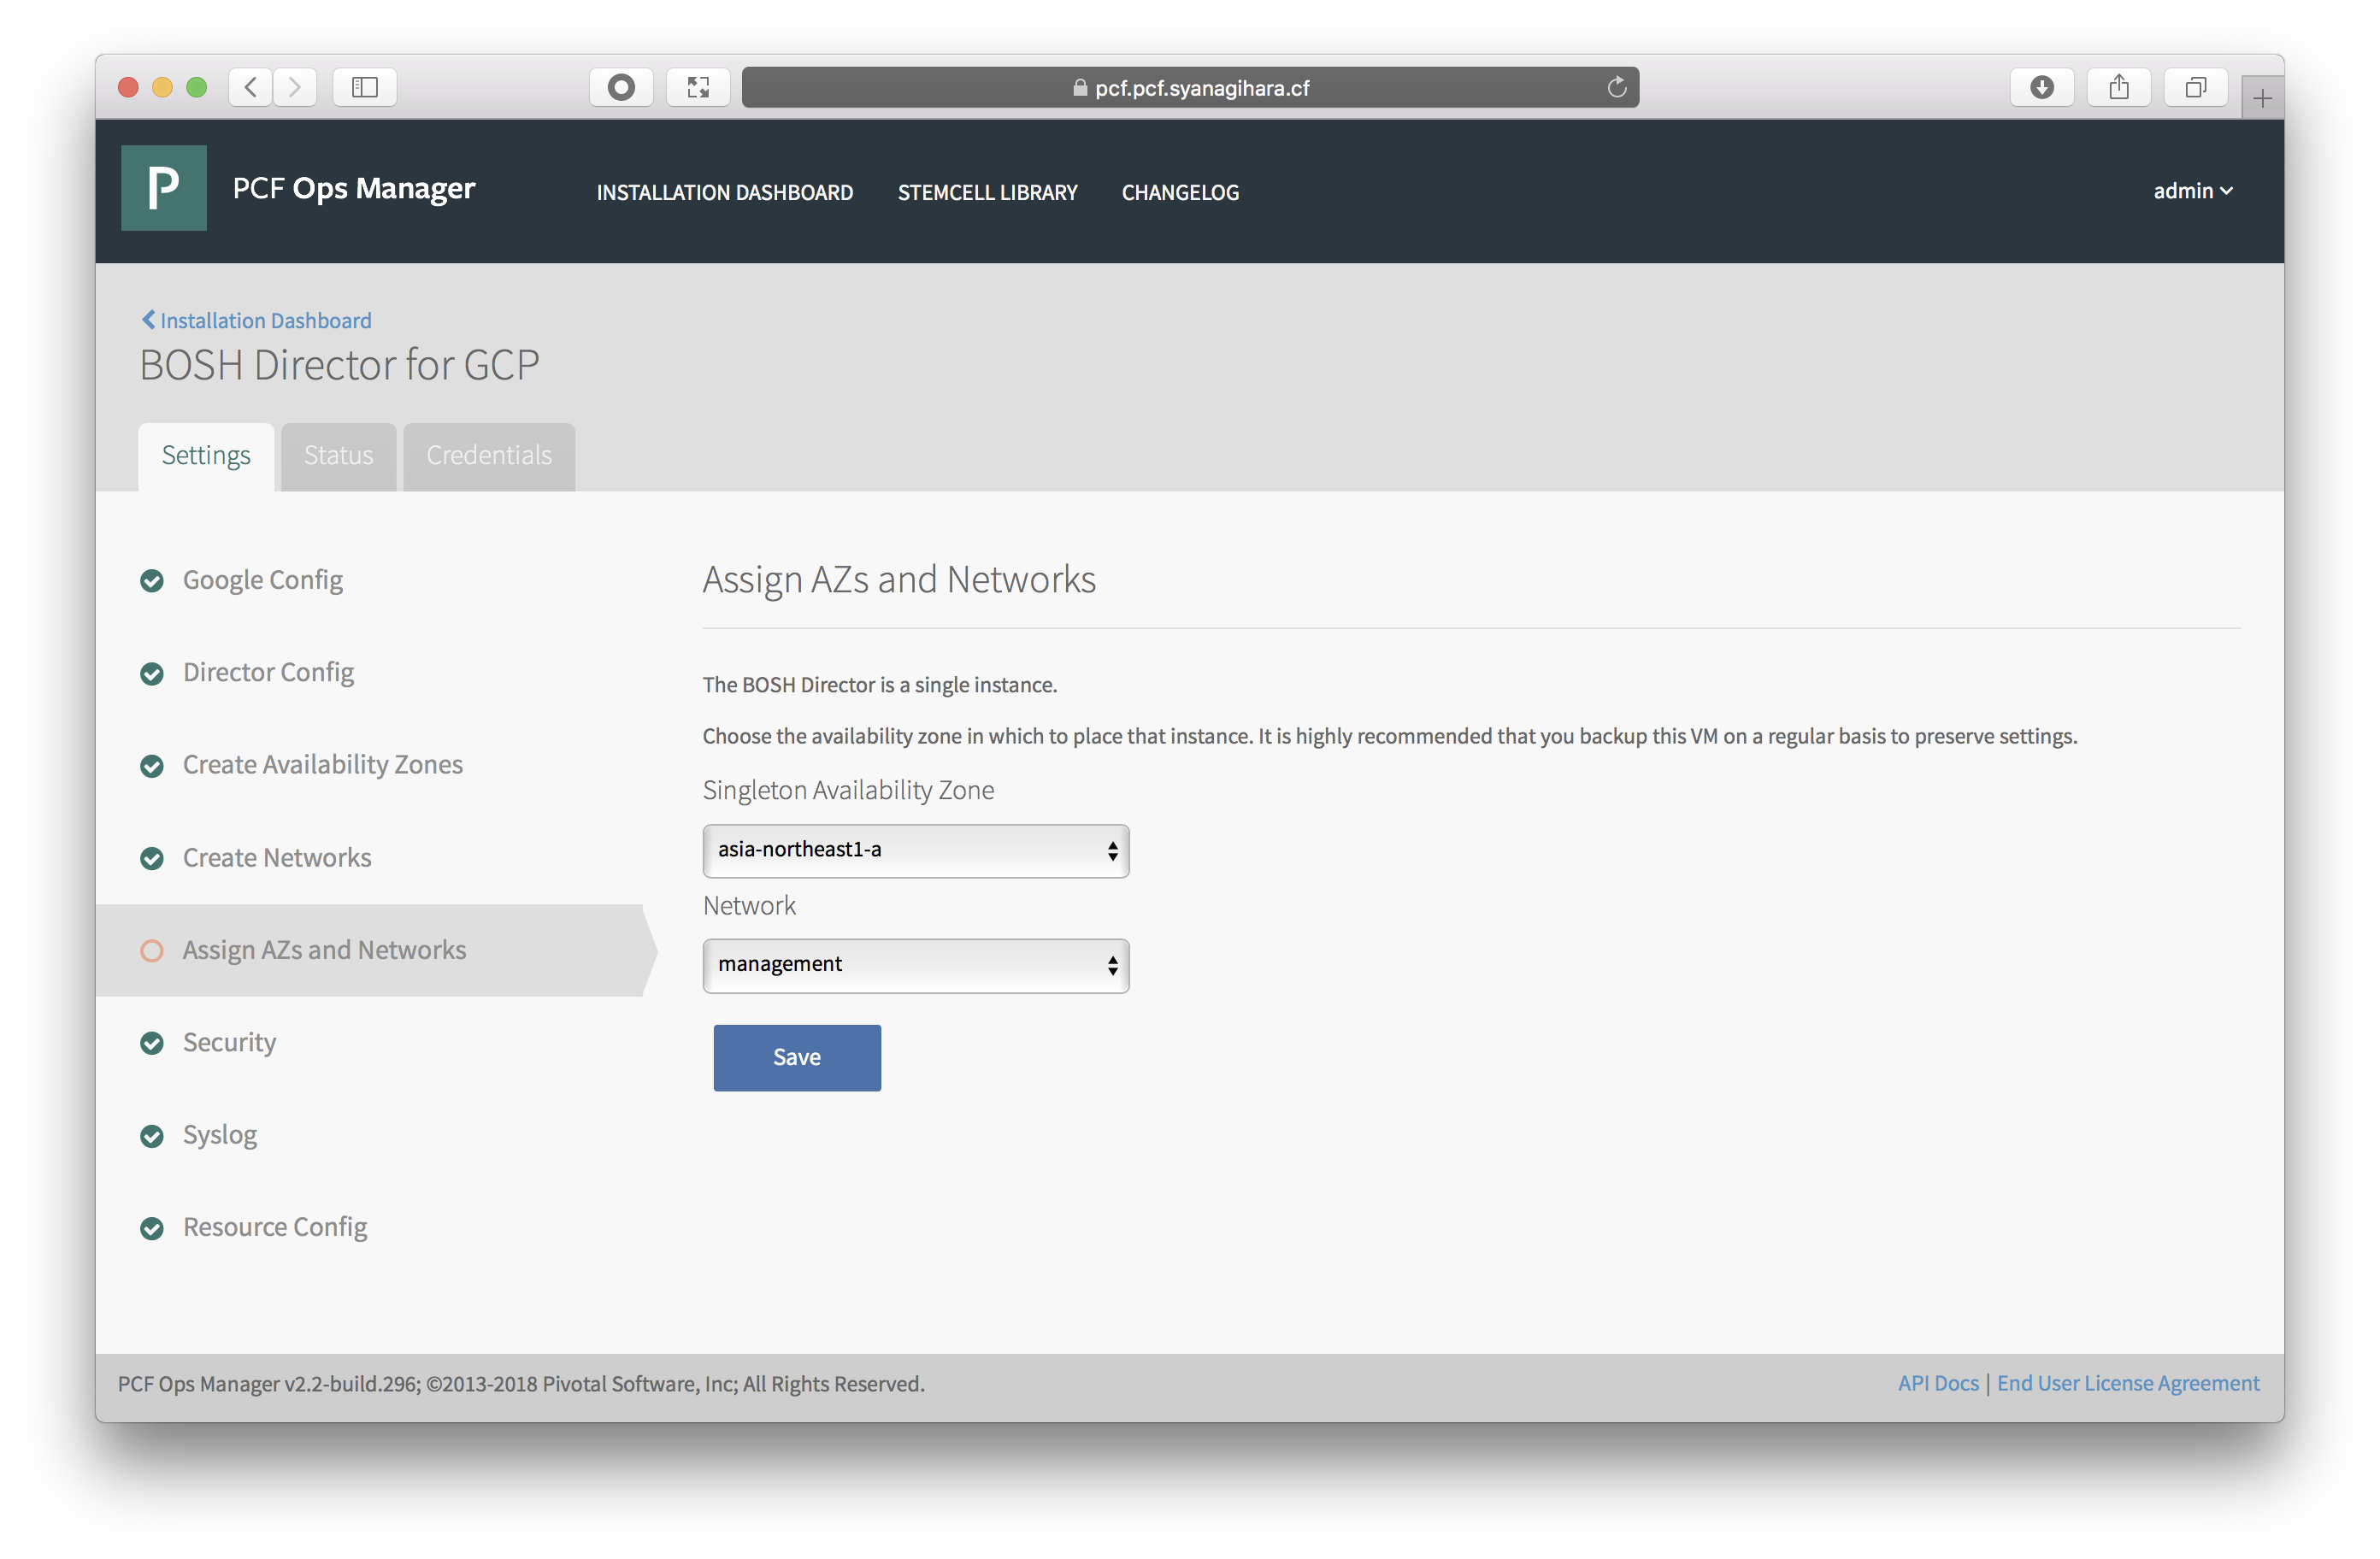 pcf.pcf.syanagihara.cf
P
PCF Ops Manager
INSTALLATION DASHBOARD
STEMCELL LIBRARY
CHANGELOG
admin
Installation Dashboard
BOSH Director for GCP
Settings
Status
Credentials
Google Config
Director Config
Create Availability Zones
Create Networks
Assign AZs and Networks
Security
Syslog
Resource Config
Assign AZs and Networks
The BOSH Director is a single instance.
Choose the availability zone in which to place that instance. It is highly recommended that you backup this VM on a regular basis to preserve settings.
Singleton Availability Zone
asia-northeast1-a
Network
management
Save
PCF Ops Manager v2.2-build.296; ©2013-2018 Pivotal Software, Inc; All Rights Reserved.
API Docs | End User License Agreement